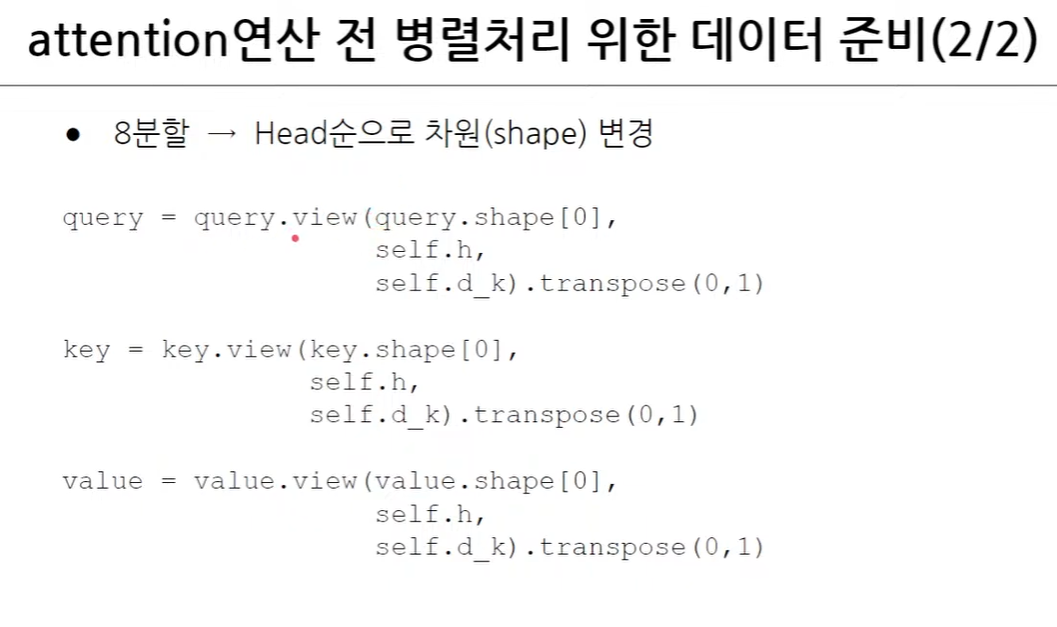 attention연산 전 병렬처리 위한 데이터 준비(2/2)
● 8분할 → Head순으로 차원(shape) 변경
query = query.view(query.shape[0],
self.h,
self.d_k).transpose(0,1)
key = key.view(key.shape[0],
self.h,
self.d_k).transpose(0,1)
value = value.view(value.shape[0],
self.h,
self.d_k).transpose(0,1)